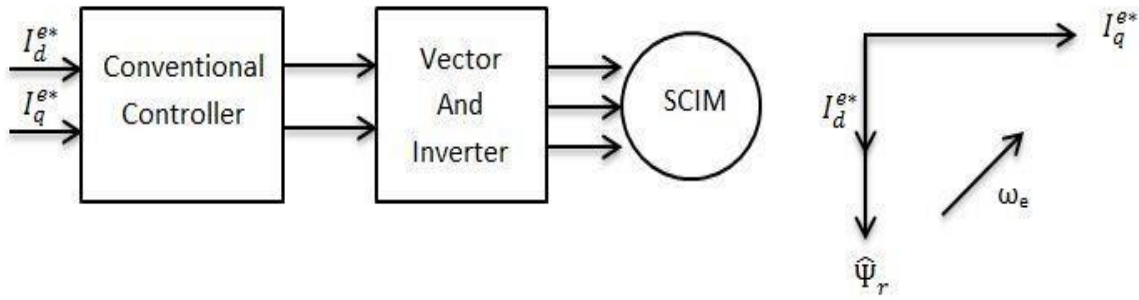 I_d^{e*}
I_q^{e*}
Conventional
Controller
Vector
And
Inverter
SCIM
I_q^{e*}
I_d^{e*}
ω_e
Ψ̂_r